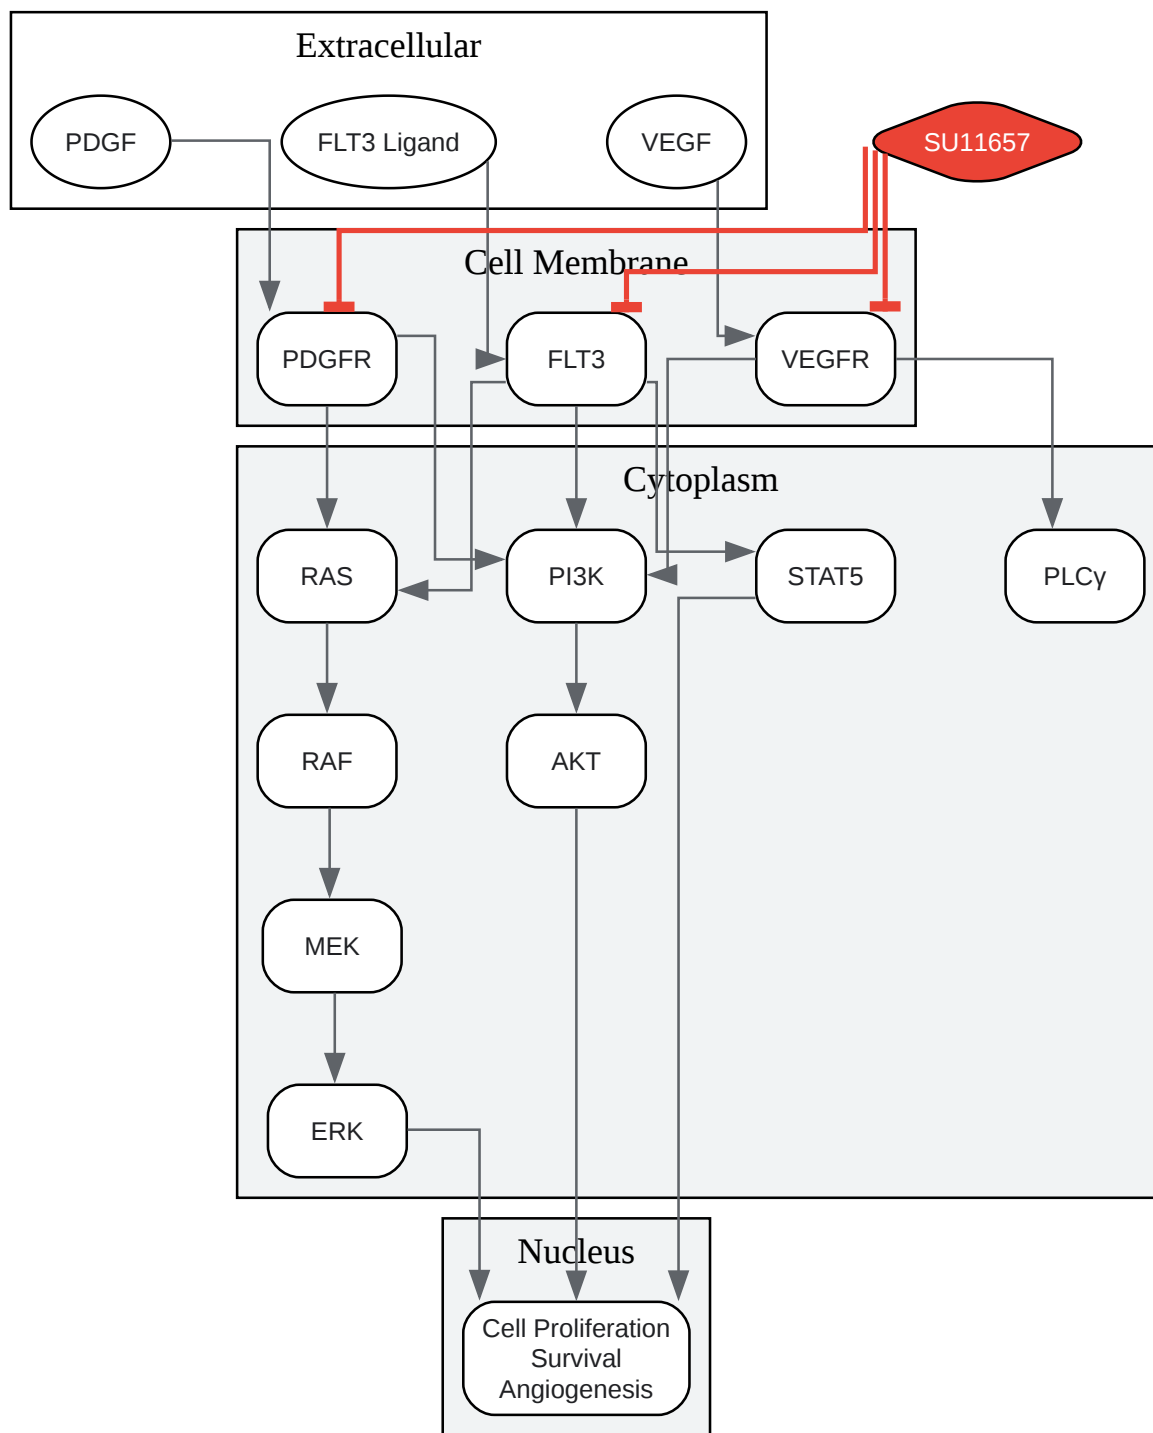 Extracellular
PDGF
FLT3 Ligand
VEGF
SU11657
Cell Membrane
PDGFR
FLT3
VEGFR
Cytoplasm
RAS
PI3K
STAT5
PLCγ
RAF
AKT
MEK
ERK
Nucleus
Cell Proliferation
Survival
Angiogenesis